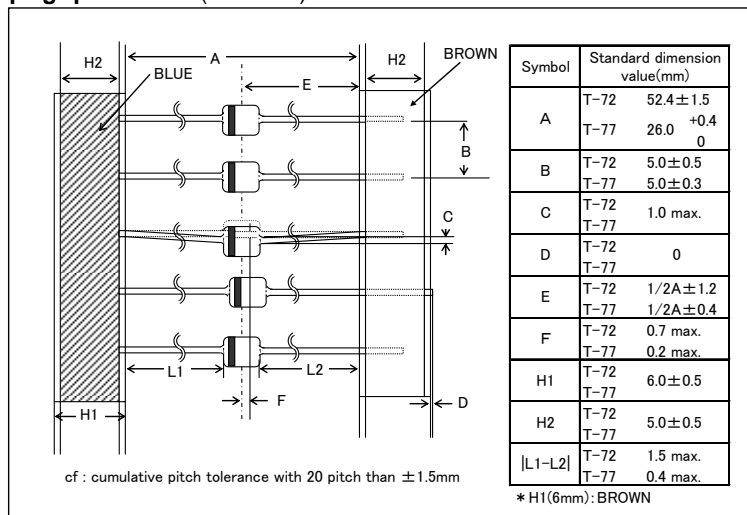 H2
A
H2
BROWN
BLUE
E
B
C
L1
L2
F
D
H1
cf : cumulative pitch tolerance with 20 pitch than ±1.5mm
Symbol Standard dimension
value(mm)
A T-72 52.4±1.5
T-77 26.0 +0.4
0
B T-72 5.0±0.5
T-77 5.0±0.3
C T-72 1.0 max.
T-77
D T-72 0
T-77
E T-72 1/2A±1.2
T-77 1/2A±0.4
F T-72 0.7 max.
T-77 0.2 max.
H1 T-72 6.0±0.5
T-77
H2 T-72 5.0±0.5
T-77
|L1-L2| T-72 1.5 max.
T-77 0.4 max.
* H1(6mm): BROWN